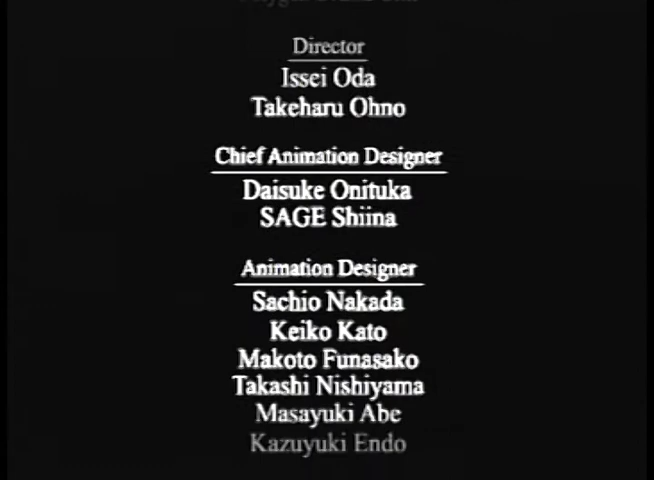 Director
Issei Oda
Takeharu Ohno
Chief Animation Designer
Daisuke Onituka
SAGE Shiina
Animation Designer
Sachio Nakada
Keiko Kato
Makoto Funasako
Takashi Nishiyama
Masayuki Abe
Kazuyuki Endo